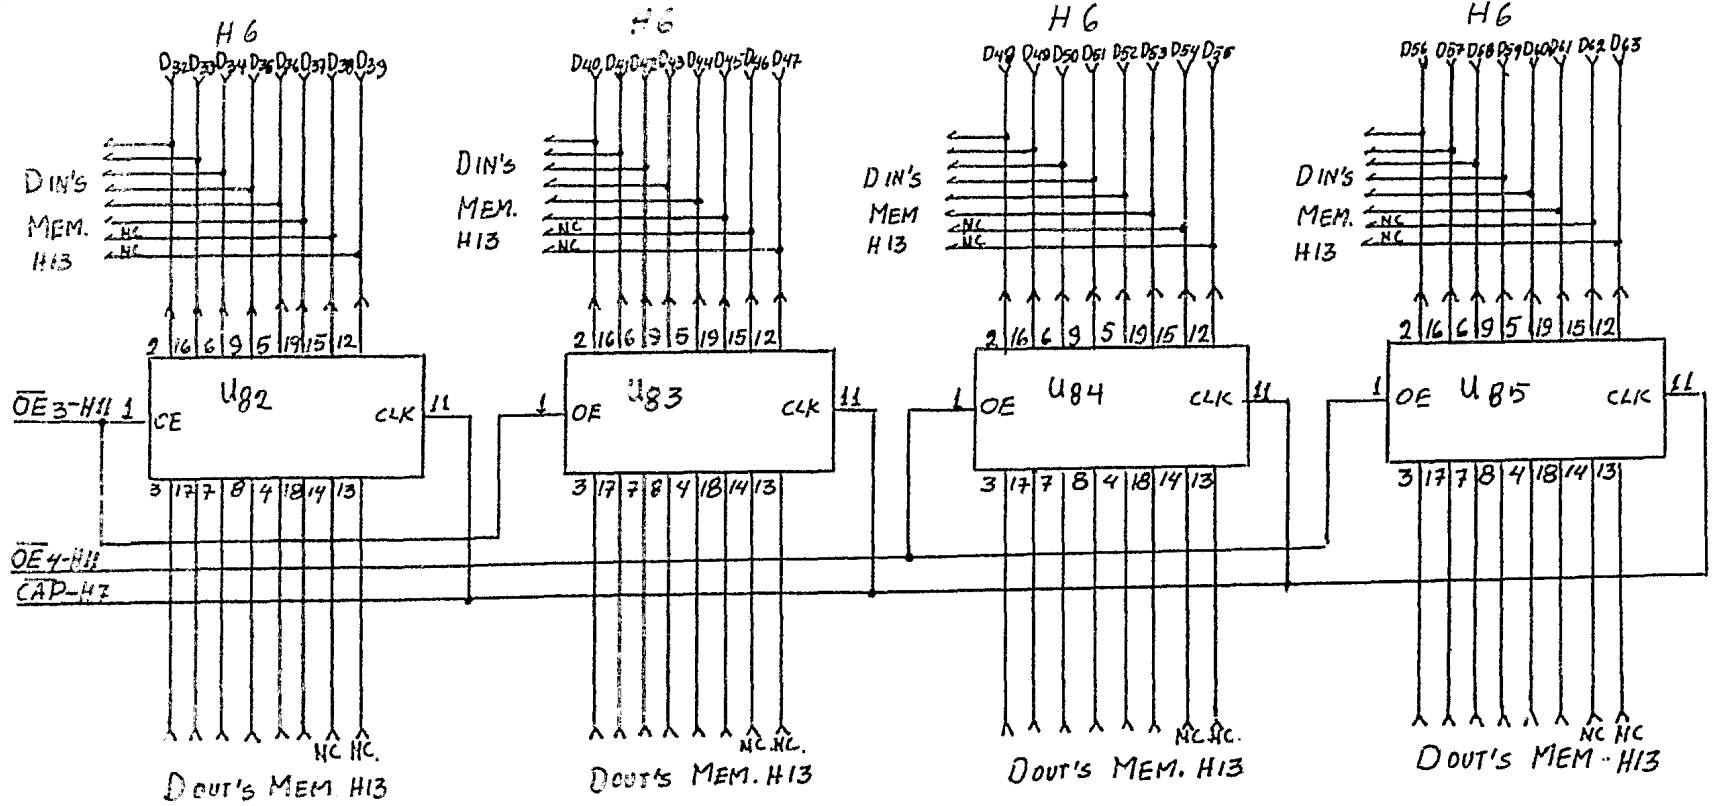 H6 H6 H6 H6
D32 D33 D34 D35 D36 D37 D38 D39 D40 D41 D42 D43 D44 D45 D46 D47 D48 D49 D50 D51 D52 D53 D54 D55 D56 D57 D58 D59 D60 D61 D62 D63
DIN'S DIN'S DIN'S DIN'S
MEM. MEM. MEM MEM.
NC NC NC NC
NC NC NC NC
H13 H13 H13 H13
2 16 6 9 5 19 15 12 2 16 6 9 5 19 15 12 2 16 6 9 5 19 15 12 2 16 6 9 5 19 15 12
U82 U83 U84 U85
OE3-H11 1 CE CLK 11 1 OE CLK 11 1 OE CLK 11 1 OE CLK 11
3 17 7 8 4 18 14 13 3 17 7 8 4 18 14 13 3 17 7 8 4 18 14 13 3 17 7 8 4 18 14 13
OE4-H11
CAP-H7
NC NC. NC. NC. NC NC. NC NC
DOUT'S MEM H13 DOUT'S MEM. H13 DOUT'S MEM. H13 DOUT'S MEM - H13